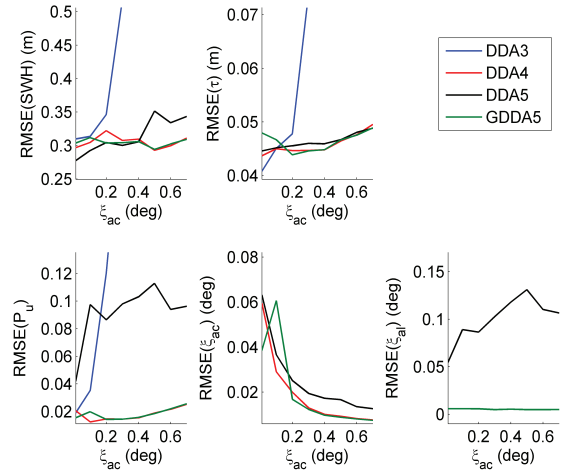 RMSE(SWH) (m)
0.5
0.45
0.4
0.35
0.3
0.25
0.2 0.4 0.6
ξac (deg)
RMSE(τ) (m)
0.07
0.06
0.05
0.04
0.2 0.4 0.6
ξac (deg)
DDA3
DDA4
DDA5
GDDA5
RMSE(Pu)
0.12
0.1
0.08
0.06
0.04
0.02
0.2 0.4 0.6
ξac (deg)
RMSE(ξac) (deg)
0.08
0.06
0.04
0.02
0.2 0.4 0.6
ξac (deg)
RMSE(ξal) (deg)
0.15
0.1
0.05
0
0.2 0.4 0.6
ξac (deg)